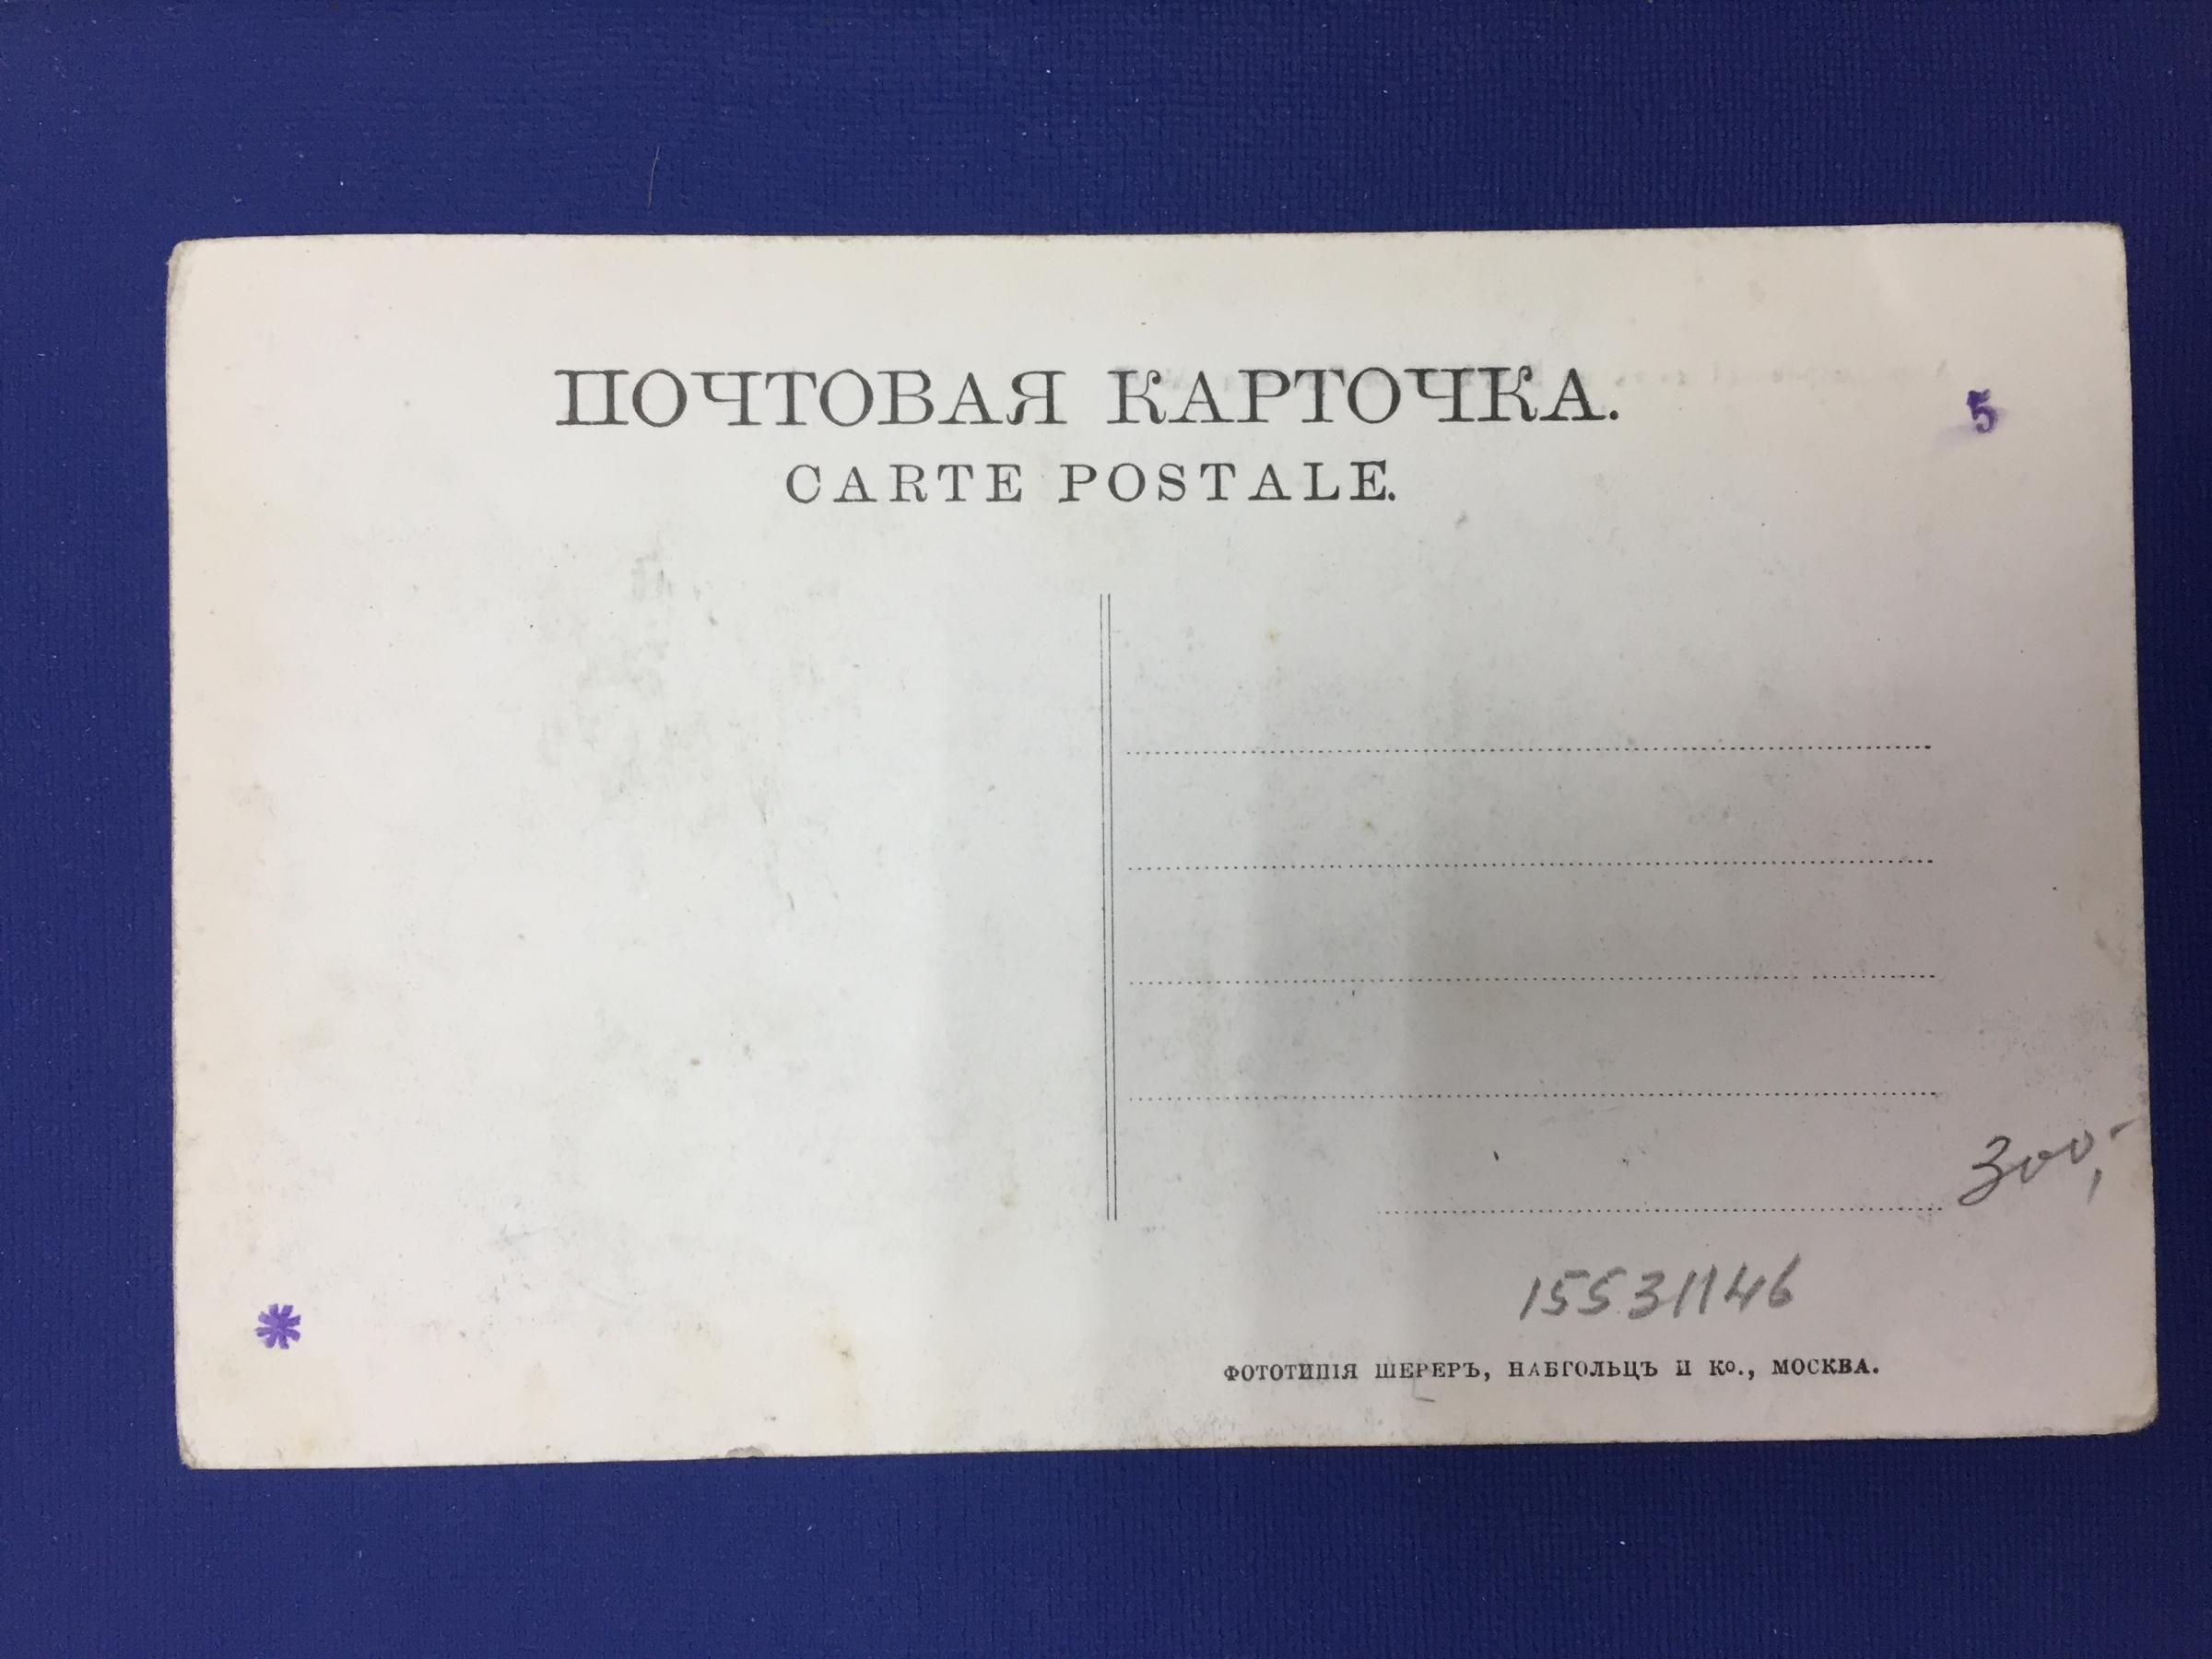 ПОЧТОВАЯ КАРТОЧКА.
5
CARTE POSTALE.
300,-
15531146
*
ФОТОТИПІЯ ШЕРЕРЪ, НАБГОЛЬЦЪ И Ко., МОСКВА.